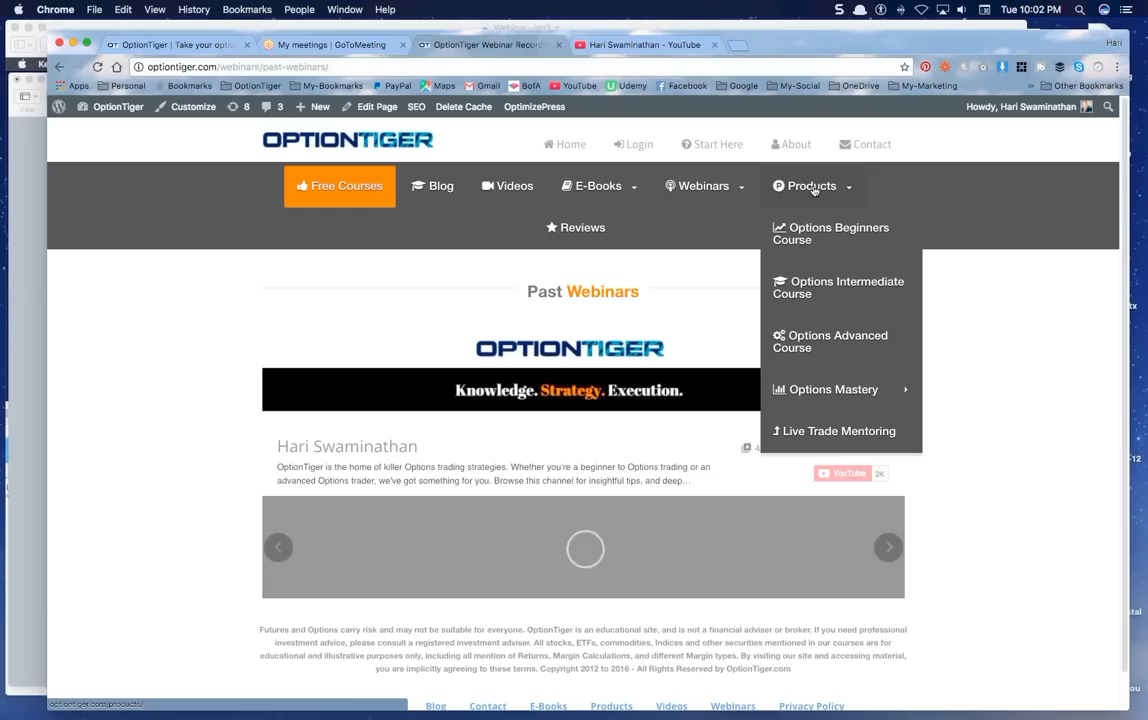 Chrome File Edit View History Bookmarks People Window Help Tue 10:02 PM
OptionTiger | Take your optio × My meetings | GoToMeeting × OptionTiger Webinar Record × Hari Swaminathan - YouTube × Hari
optiontiger.com/webinars/past-webinars/
Apps Personal Bookmarks OptionTiger My-Bookmarks PayPal Maps Gmail BofA YouTube Udemy Facebook Google My-Social OneDrive My-Marketing » Other Bookmarks
OptionTiger Customize 8 3 + New Edit Page SEO Delete Cache OptimizePress Howdy, Hari Swaminathan
OPTIONTIGER Home Login Start Here About Contact
Free Courses Blog Videos E-Books Webinars Products
Reviews
Options Beginners
Course
Options Intermediate
Course
Options Advanced
Course
Options Mastery
Live Trade Mentoring
Past Webinars
OPTIONTIGER
Knowledge. Strategy. Execution.
Hari Swaminathan 4
OptionTiger is the home of killer Options trading strategies. Whether you're a beginner to Options trading or an
advanced Options trader, we've got something for you. Browse this channel for insightful tips, and deep…
YouTube 2K
Futures and Options carry risk and may not be suitable for everyone. OptionTiger is an educational site, and is not a financial adviser or broker. If you need professional
investment advice, please consult a registered investment adviser. All stocks, ETFs, commodities, Indices and other securities mentioned in our courses are for
educational and illustrative purposes only, including all mention of Returns, Margin Calculations, and different Margin types. By visiting our site and accessing material,
you are implicitly agreeing to these terms. Copyright 2012 to 2016 - All Rights Reserved by OptionTiger.com
optiontiger.com/products/
Blog Contact E-Books Products Videos Webinars Privacy Policy